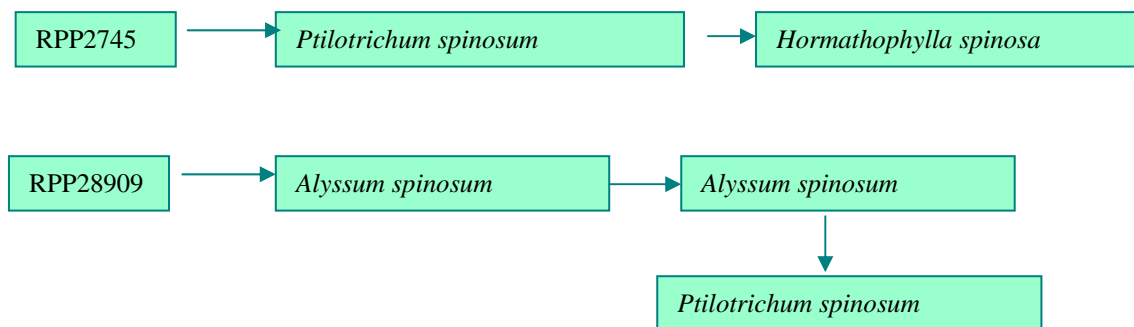 RPP2745
Ptilotrichum spinosum
Hormathophylla spinosa
RPP28909
Alyssum spinosum
Alyssum spinosum
Ptilotrichum spinosum